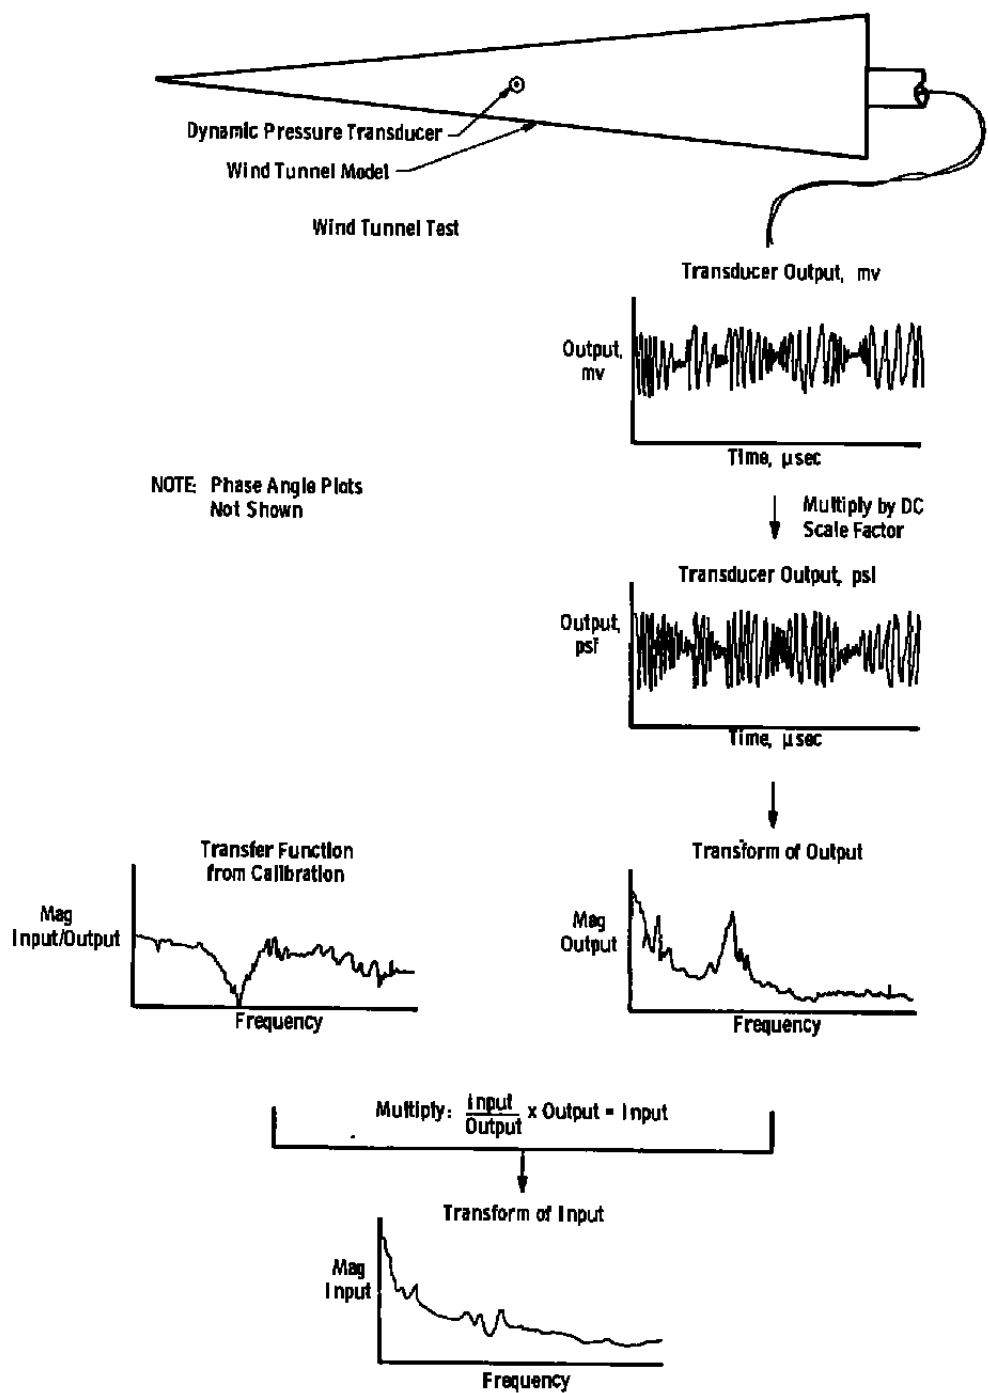 Dynamic Pressure Transducer
Wind Tunnel Model
Wind Tunnel Test
Transducer Output, mv
Output,
mv
Time, μsec
NOTE: Phase Angle Plots
Not Shown
Multiply by DC
Scale Factor
Transducer Output, psi
Output,
psi
Time, μsec
Transfer Function
from Calibration
Mag
Input/Output
Frequency
Transform of Output
Mag
Output
Frequency
Multiply: Input/Output x Output = Input
Transform of Input
Mag
Input
Frequency